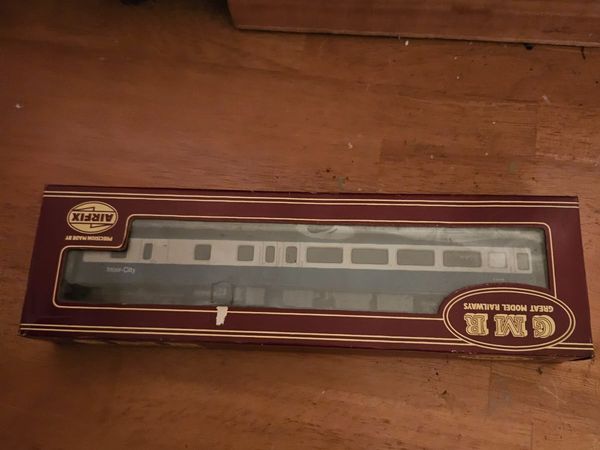 PRECISION MADE BY
AIRFIX
Inter-City
GMR
GREAT MODEL RAILWAYS